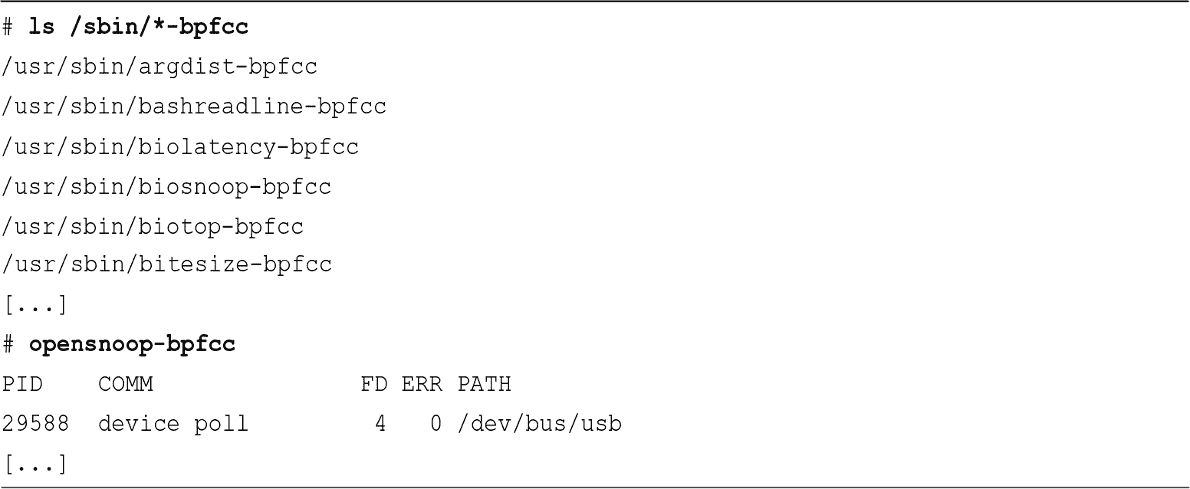 # ls /sbin/*-bpfcc
/usr/sbin/argdist-bpfcc
/usr/sbin/bashreadline-bpfcc
/usr/sbin/biolatency-bpfcc
/usr/sbin/biosnoop-bpfcc
/usr/sbin/biotop-bpfcc
/usr/sbin/bitesize-bpfcc
[...]
# opensnoop-bpfcc
PID    COMM               FD ERR PATH
29588  device poll         4   0 /dev/bus/usb
[...]